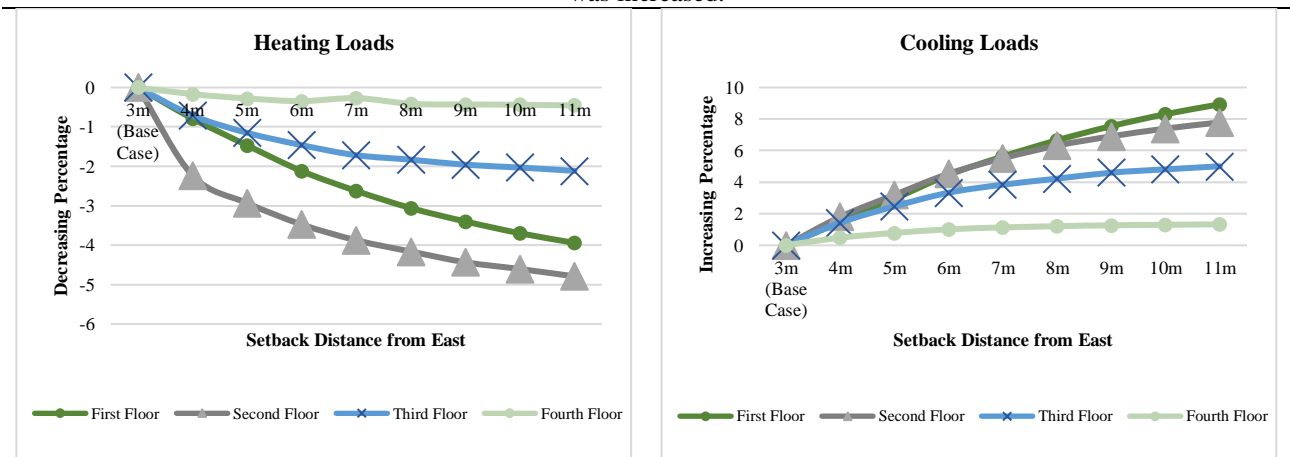 was increased.
Heating Loads
0
-1
-2
-3
-4
-5
-6
Decreasing Percentage
3m
(Base
Case)
4m
5m
6m
7m
8m
9m
10m
11m
Setback Distance from East
First Floor
Second Floor
Third Floor
Fourth Floor
Cooling Loads
10
8
6
4
2
0
Increasing Percentage
3m
(Base
Case)
4m
5m
6m
7m
8m
9m
10m
11m
Setback Distance from East
First Floor
Second Floor
Third Floor
Fourth Floor